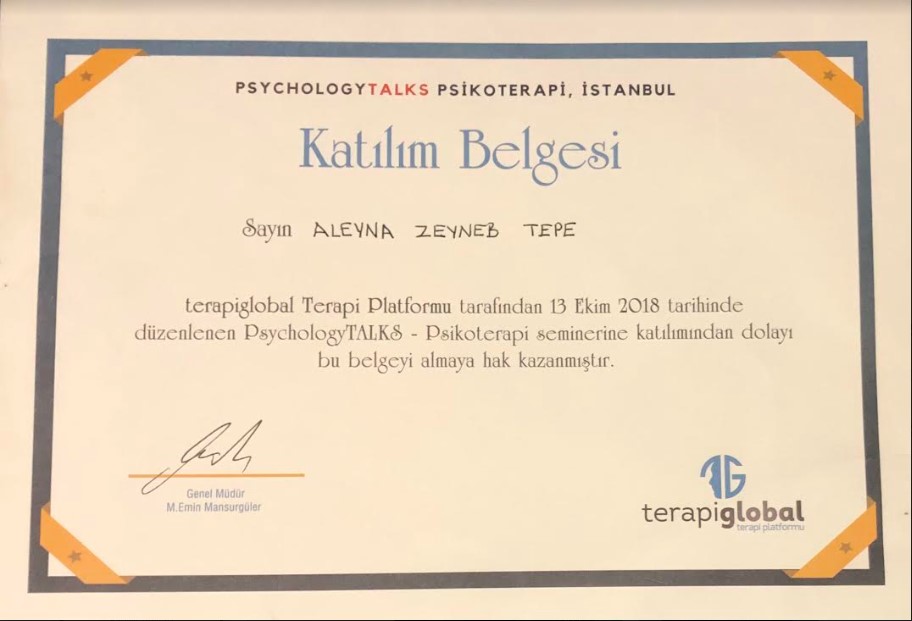 PSYCHOLOGYTALKS PSİKOTERAPİ, İSTANBUL
Katılım Belgesi
Sayın ALEYNA ZEYNEB TEPE
terapiglobal Terapi Platformu tarafından 13 Ekim 2018 tarihinde
düzenlenen PsychologyTALKS - Psikoterapi seminerine katılımından dolayı
bu belgeyi almaya hak kazanmıştır.
Genel Müdür
M.Emin Mansurgüler
TG
terapiglobal
terapi platformu